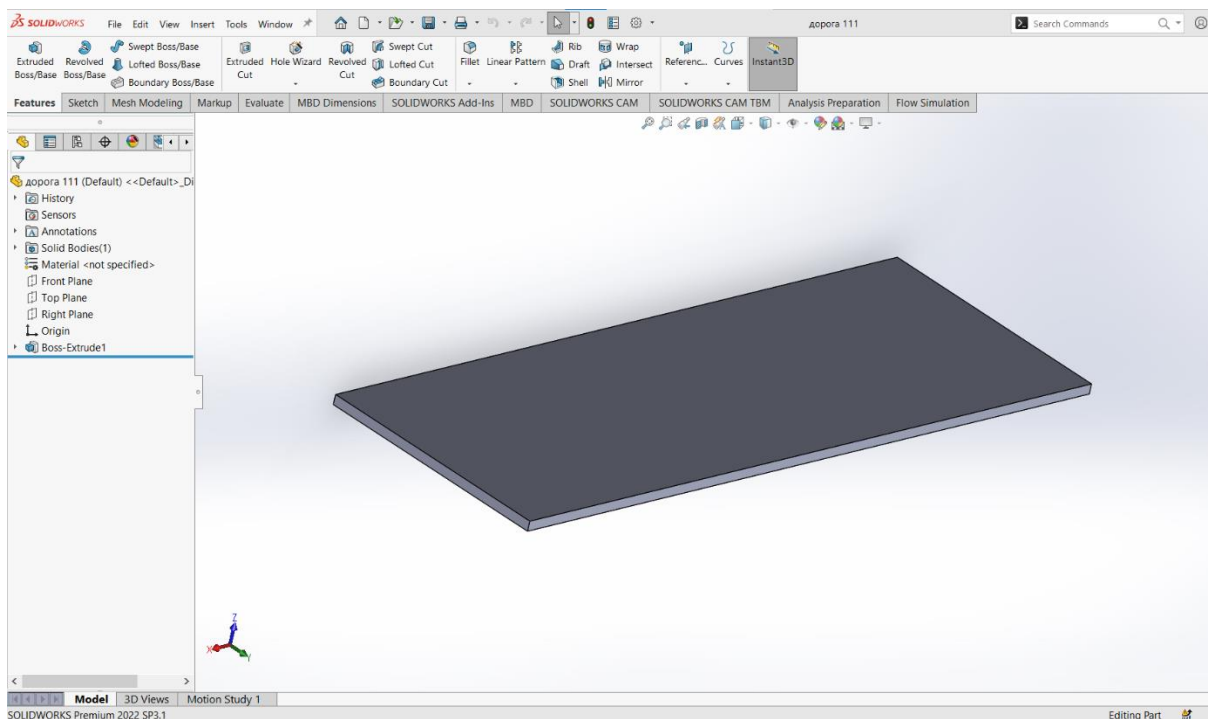 SOLIDWORKS File Edit View Insert Tools Window дорога 111 Search Commands
Extruded Boss/Base Revolved Boss/Base Swept Boss/Base Lofted Boss/Base Boundary Boss/Base Extruded Cut Hole Wizard Revolved Cut Swept Cut Lofted Cut Boundary Cut Fillet Linear Pattern Rib Draft Shell Wrap Intersect Mirror Referenc... Curves Instant3D
Features Sketch Mesh Modeling Markup Evaluate MBD Dimensions SOLIDWORKS Add-Ins MBD SOLIDWORKS CAM SOLIDWORKS CAM TBM Analysis Preparation Flow Simulation
дорога 111 (Default) <<Default>_Di
History
Sensors
Annotations
Solid Bodies(1)
Material <not specified>
Front Plane
Top Plane
Right Plane
Origin
Boss-Extrude1
Z
X
Y
Model 3D Views Motion Study 1
SOLIDWORKS Premium 2022 SP3.1 Editing Part